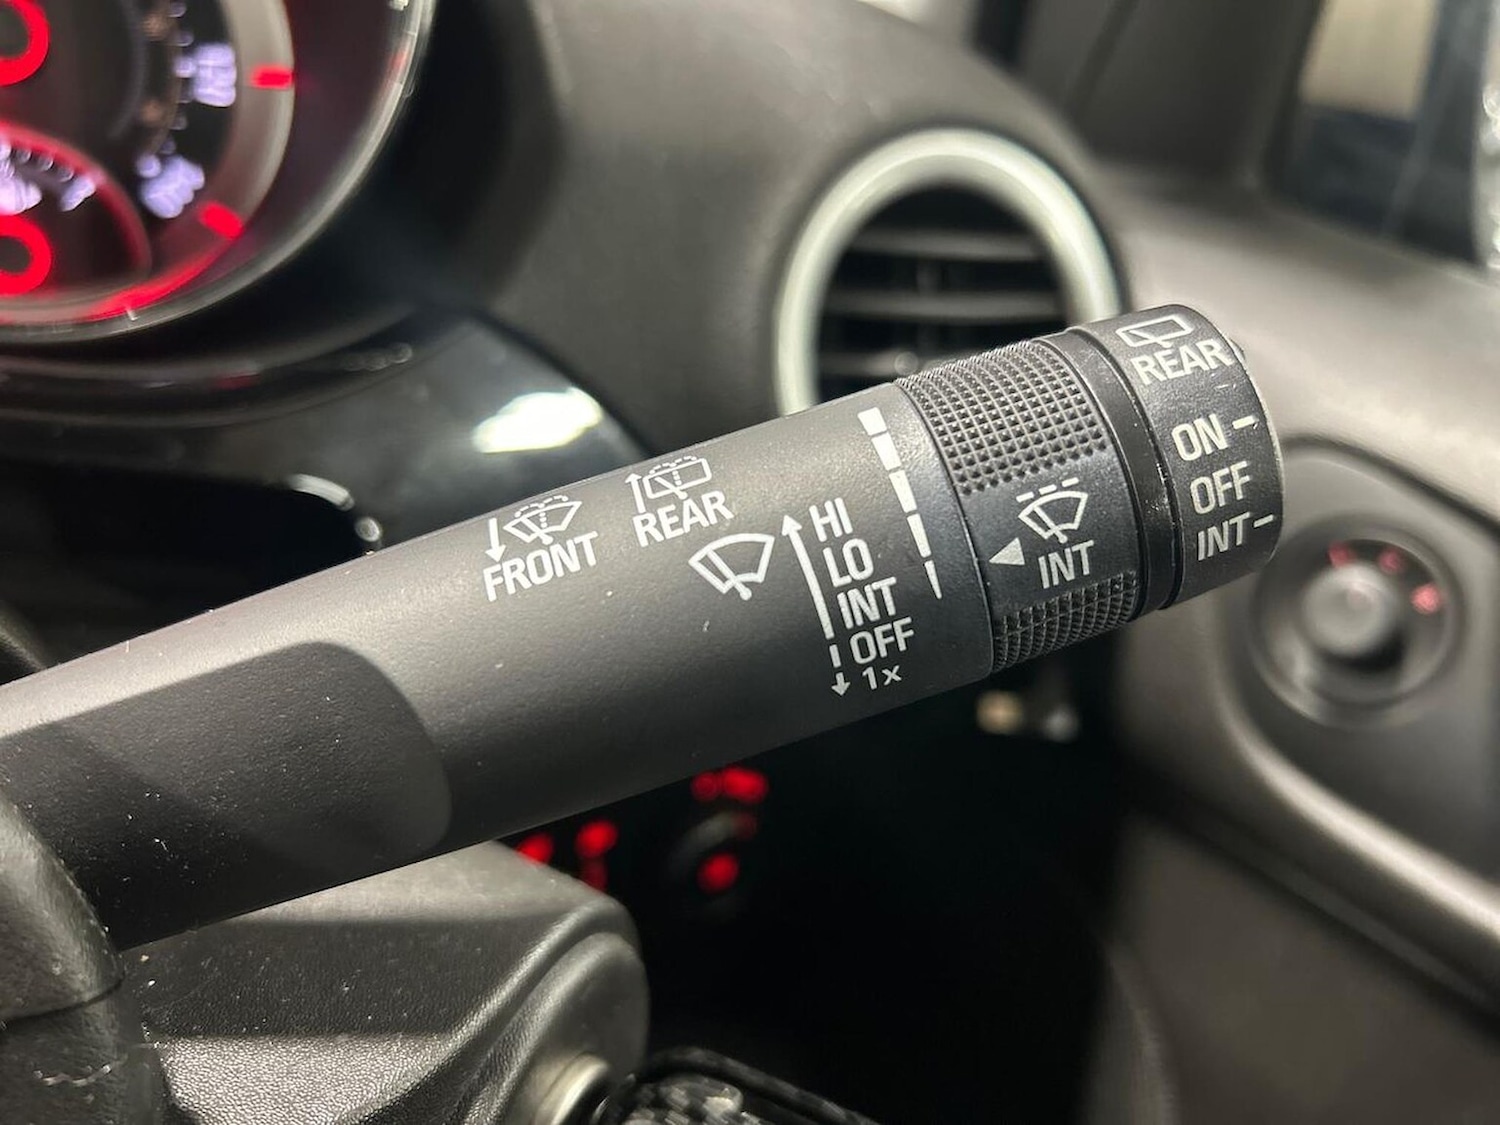 FRONT
REAR
HI
LO
INT
OFF
1x
INT
REAR
ON
OFF
INT